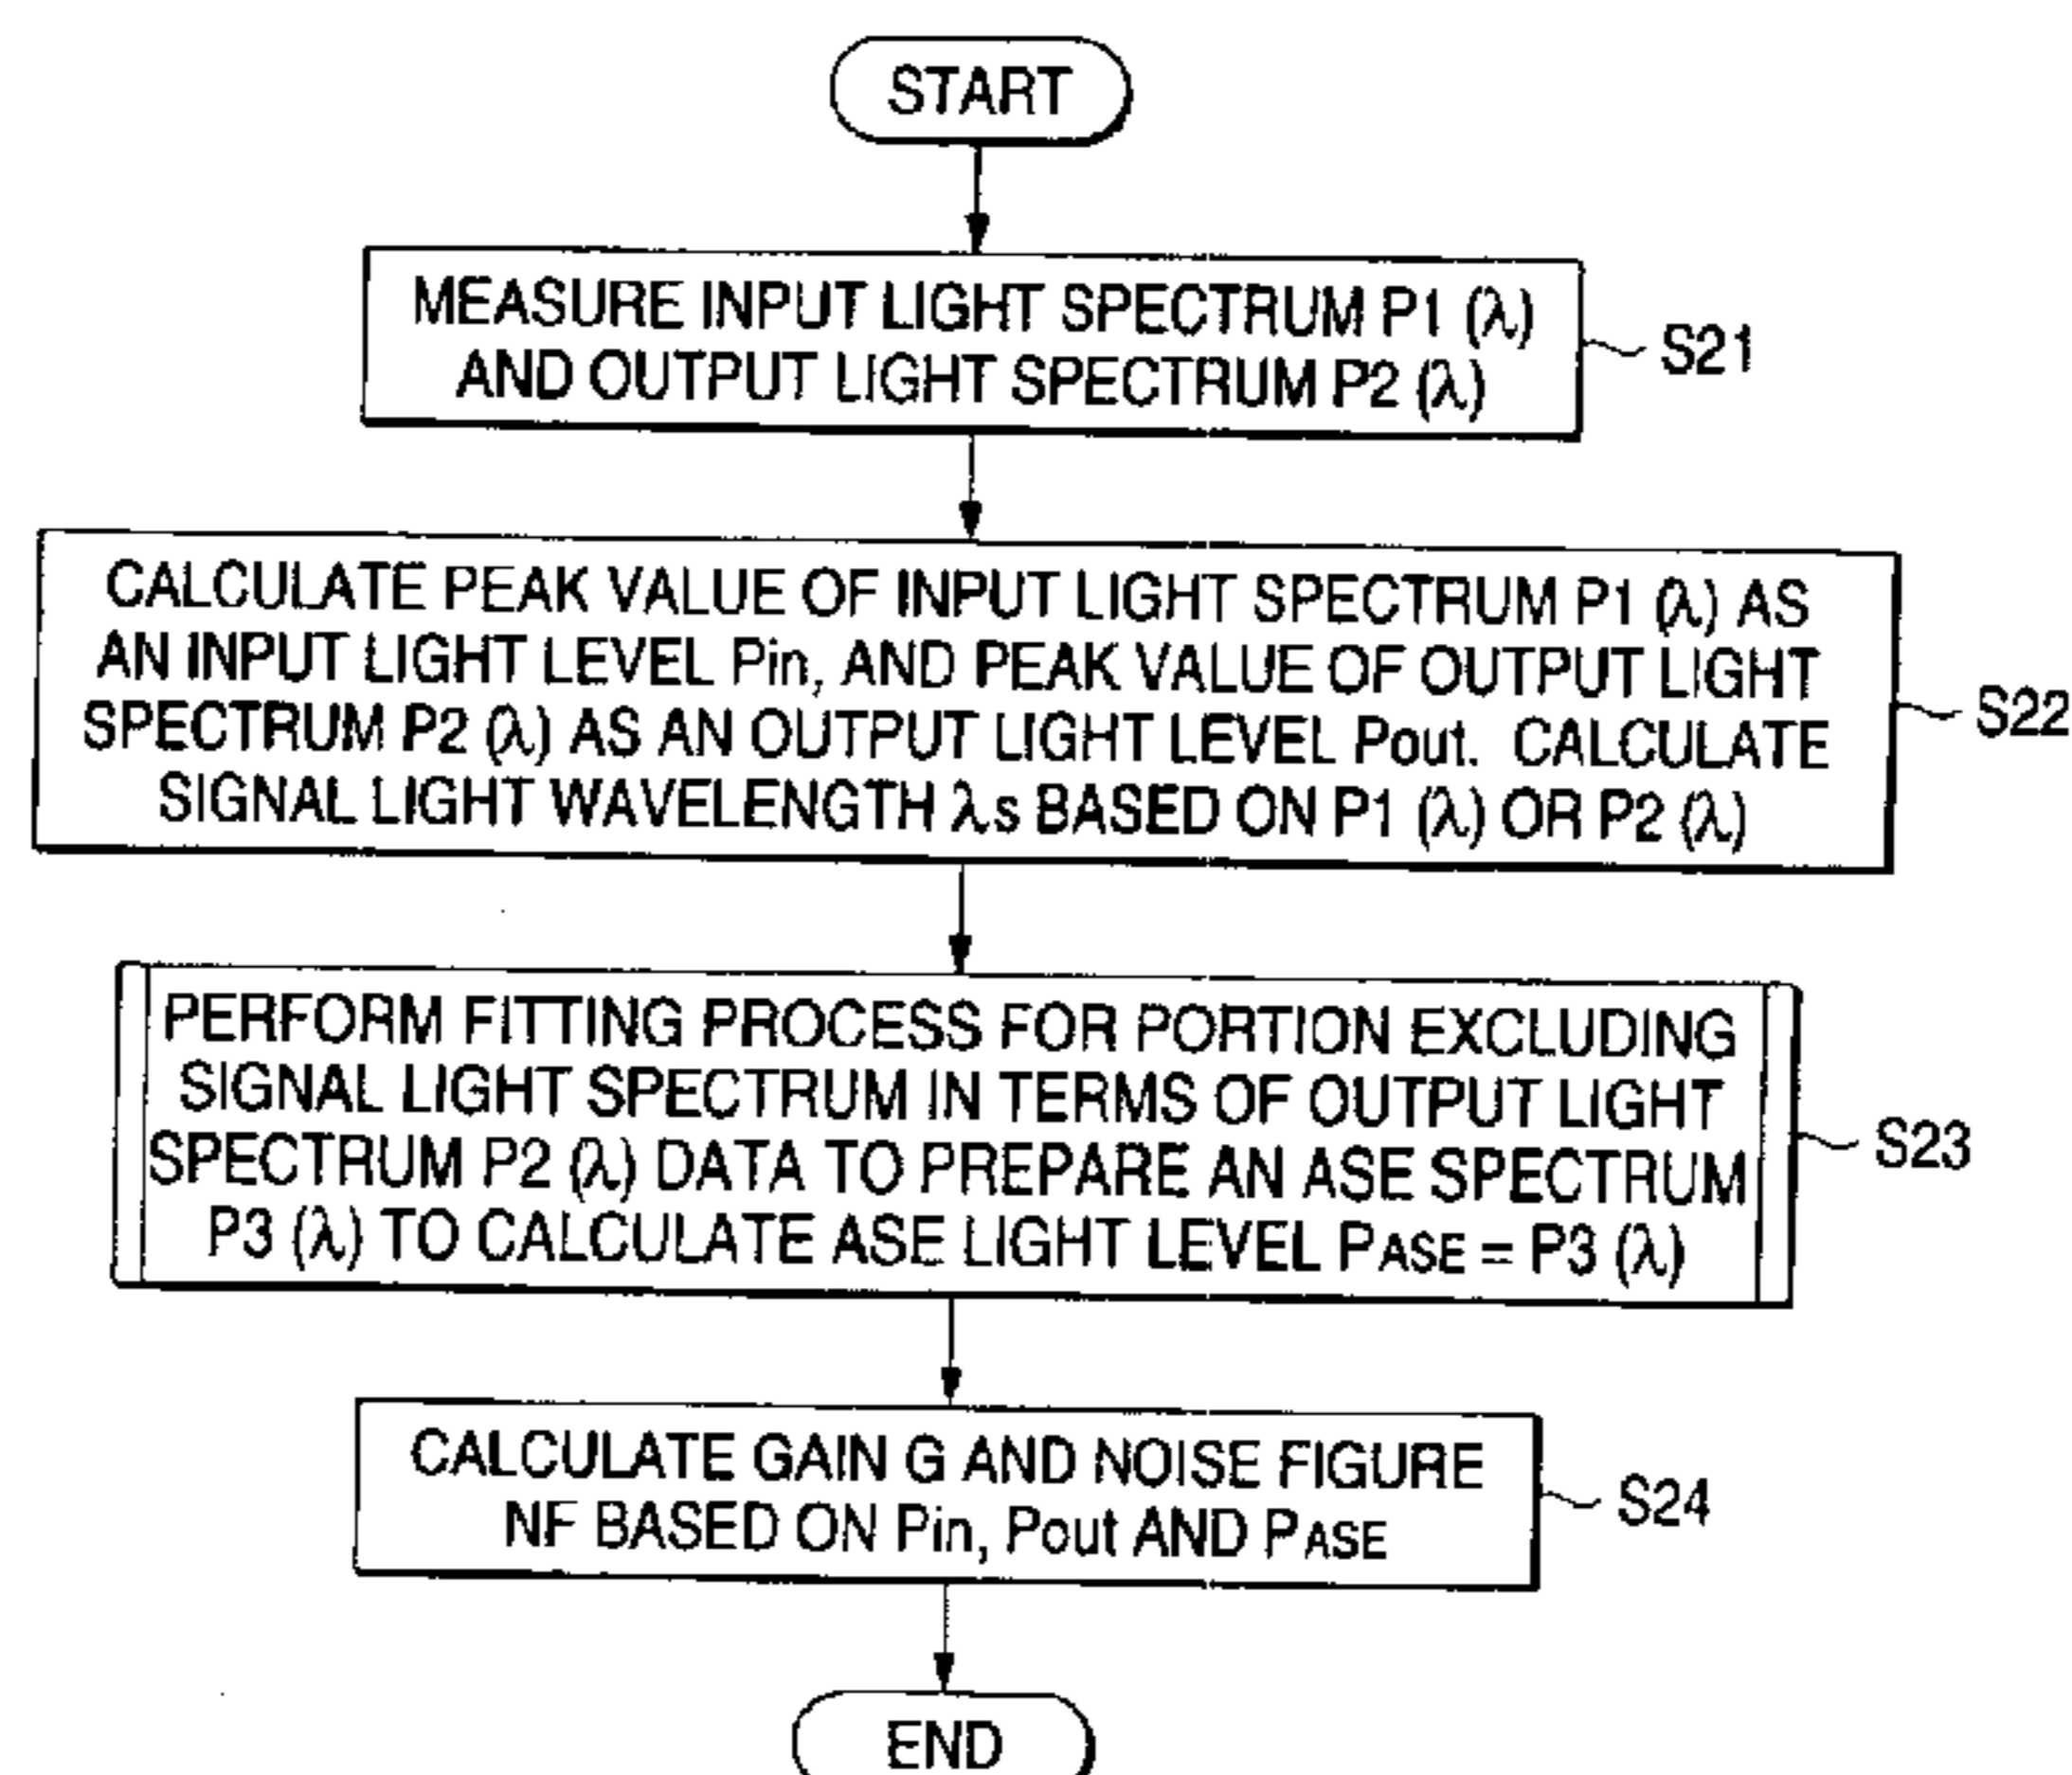 START
MEASURE INPUT LIGHT SPECTRUM P1 (λ)
AND OUTPUT LIGHT SPECTRUM P2 (λ)
S21
CALCULATE PEAK VALUE OF INPUT LIGHT SPECTRUM P1 (λ) AS
AN INPUT LIGHT LEVEL Pin, AND PEAK VALUE OF OUTPUT LIGHT
SPECTRUM P2 (λ) AS AN OUTPUT LIGHT LEVEL Pout. CALCULATE
SIGNAL LIGHT WAVELENGTH λs BASED ON P1 (λ) OR P2 (λ)
S22
PERFORM FITTING PROCESS FOR PORTION EXCLUDING
SIGNAL LIGHT SPECTRUM IN TERMS OF OUTPUT LIGHT
SPECTRUM P2 (λ) DATA TO PREPARE AN ASE SPECTRUM
P3 (λ) TO CALCULATE ASE LIGHT LEVEL PASE = P3 (λ)
S23
CALCULATE GAIN G AND NOISE FIGURE
NF BASED ON Pin, Pout AND PASE
S24
END